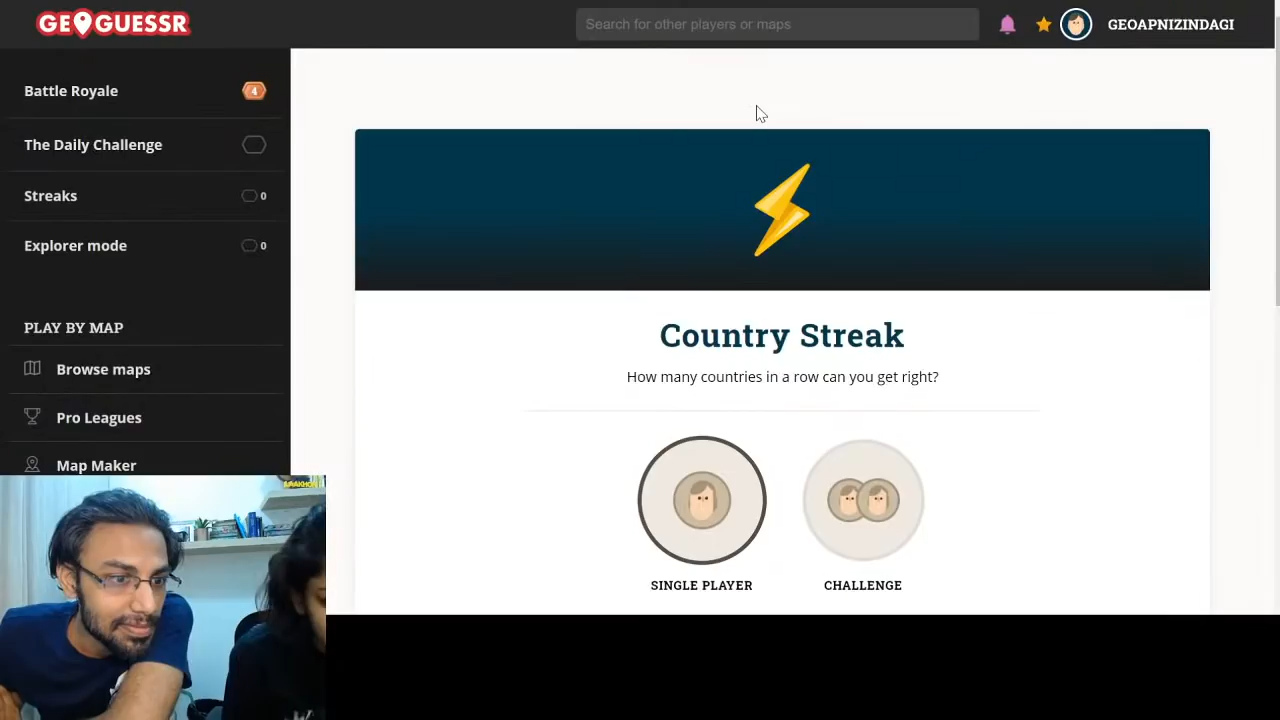 GEOGUESSR
Search for other players or maps
GEOAPNIZINDAGI
Battle Royale
4
The Daily Challenge
Streaks
0
Explorer mode
0
PLAY BY MAP
Browse maps
Pro Leagues
Map Maker
Country Streak
How many countries in a row can you get right?
SINGLE PLAYER
CHALLENGE